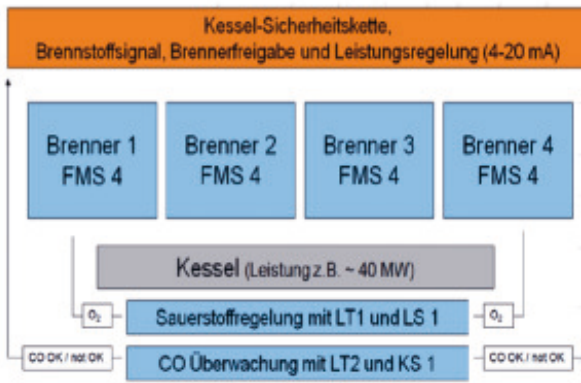 Kessel-Sicherheitskette,
Brennstoffsignal, Brennerfreigabe und Leistungsregelung (4-20 mA)
Brenner 1
FMS 4
Brenner 2
FMS 4
Brenner 3
FMS 4
Brenner 4
FMS 4
Kessel (Leistung z.B. ~ 40 MW)
O₂
Sauerstoffregelung mit LT1 und LS 1
O₂
CO OK / not OK
CO Überwachung mit LT2 und KS 1
CO OK / not OK